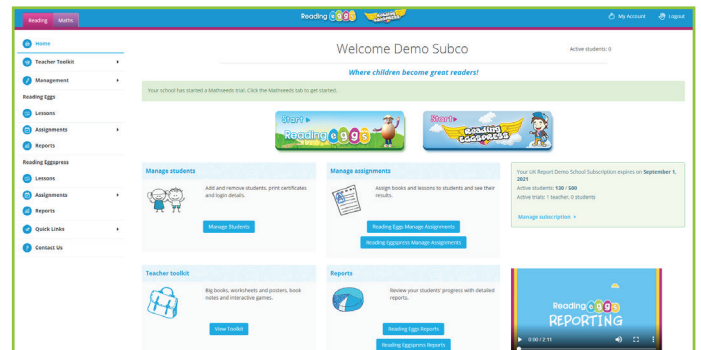 Reading Maths
Reading eggs
Reading Eggspress
My Account Logout
Home
Teacher Toolkit
Management
Reading Eggs
Lessons
Assignments
Reports
Reading Eggspress
Lessons
Assignments
Reports
Quick Links
Contact Us
Welcome Demo Subco
Active students: 0
Where children become great readers!
Your school has started a Mathseeds trial. Click the Mathseeds tab to get started.
Start
Reading eggs
Start
Reading Eggspress
Manage students
Add and remove students, print certificates
and login details.
Manage Students
Manage assignments
Assign books and lessons to students and see their
results.
Reading Eggs Manage Assignments
Reading Eggspress Manage Assignments
Your UK Report Demo School Subscription expires on September 1,
2021
Active students: 130 / 500
Active trials: 1 teacher, 0 students
Manage subscription
Teacher toolkit
Big books, worksheets and posters, book
notes and interactive games.
View Toolkit
Reports
Review your students' progress with detailed
reports.
Reading Eggs Reports
Reading Eggspress Reports
Reading eggs
REPORTING
0:00 / 2:11